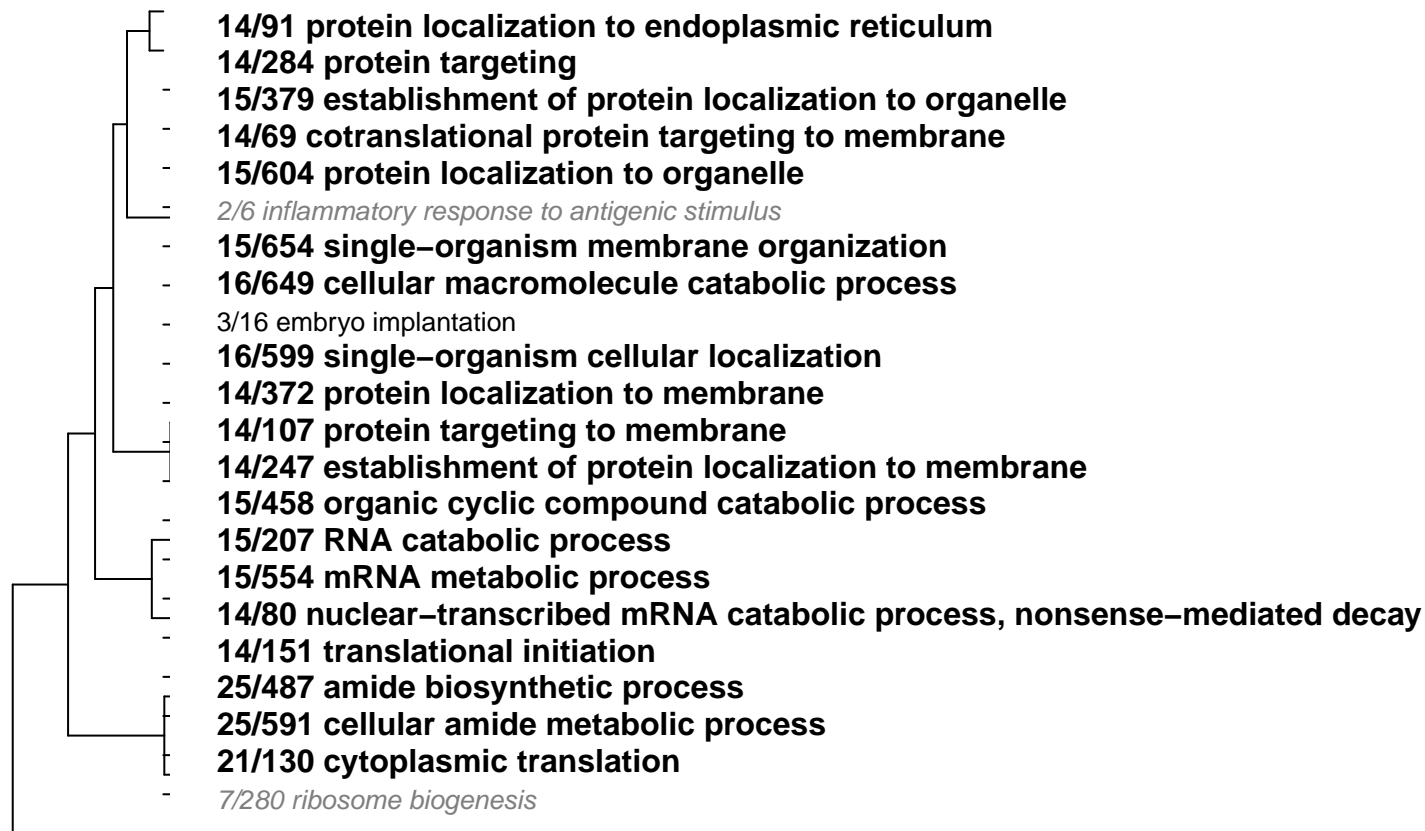 14/91 protein localization to endoplasmic reticulum
14/284 protein targeting
15/379 establishment of protein localization to organelle
14/69 cotranslational protein targeting to membrane
15/604 protein localization to organelle
2/6 inflammatory response to antigenic stimulus
15/654 single−organism membrane organization
16/649 cellular macromolecule catabolic process
3/16 embryo implantation
16/599 single−organism cellular localization
14/372 protein localization to membrane
14/107 protein targeting to membrane
14/247 establishment of protein localization to membrane
15/458 organic cyclic compound catabolic process
15/207 RNA catabolic process
15/554 mRNA metabolic process
14/80 nuclear−transcribed mRNA catabolic process, nonsense−mediated decay
14/151 translational initiation
25/487 amide biosynthetic process
25/591 cellular amide metabolic process
21/130 cytoplasmic translation
7/280 ribosome biogenesis